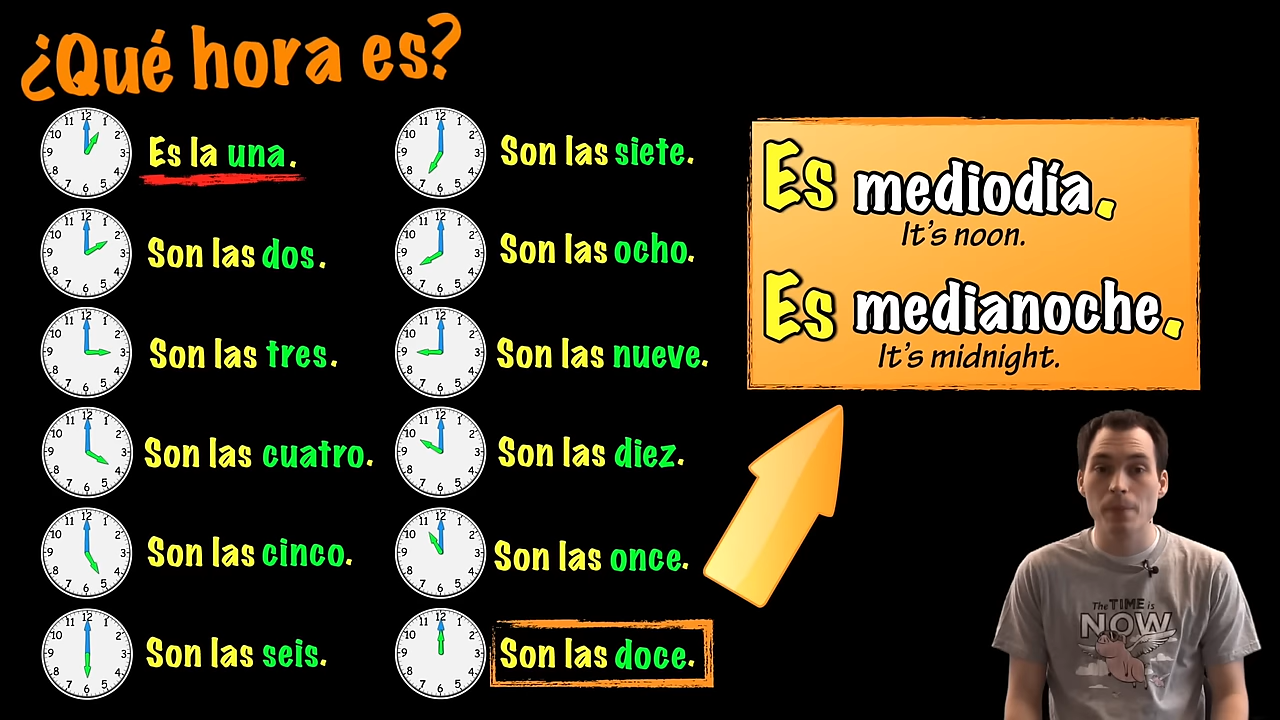 ¿Qué hora es?
Es la una.
Son las dos.
Son las tres.
Son las cuatro.
Son las cinco.
Son las seis.
Son las siete.
Son las ocho.
Son las nueve.
Son las diez.
Son las once.
Son las doce.
Es mediodía.
It's noon.
Es medianoche.
It's midnight.
The TIME is
NOW